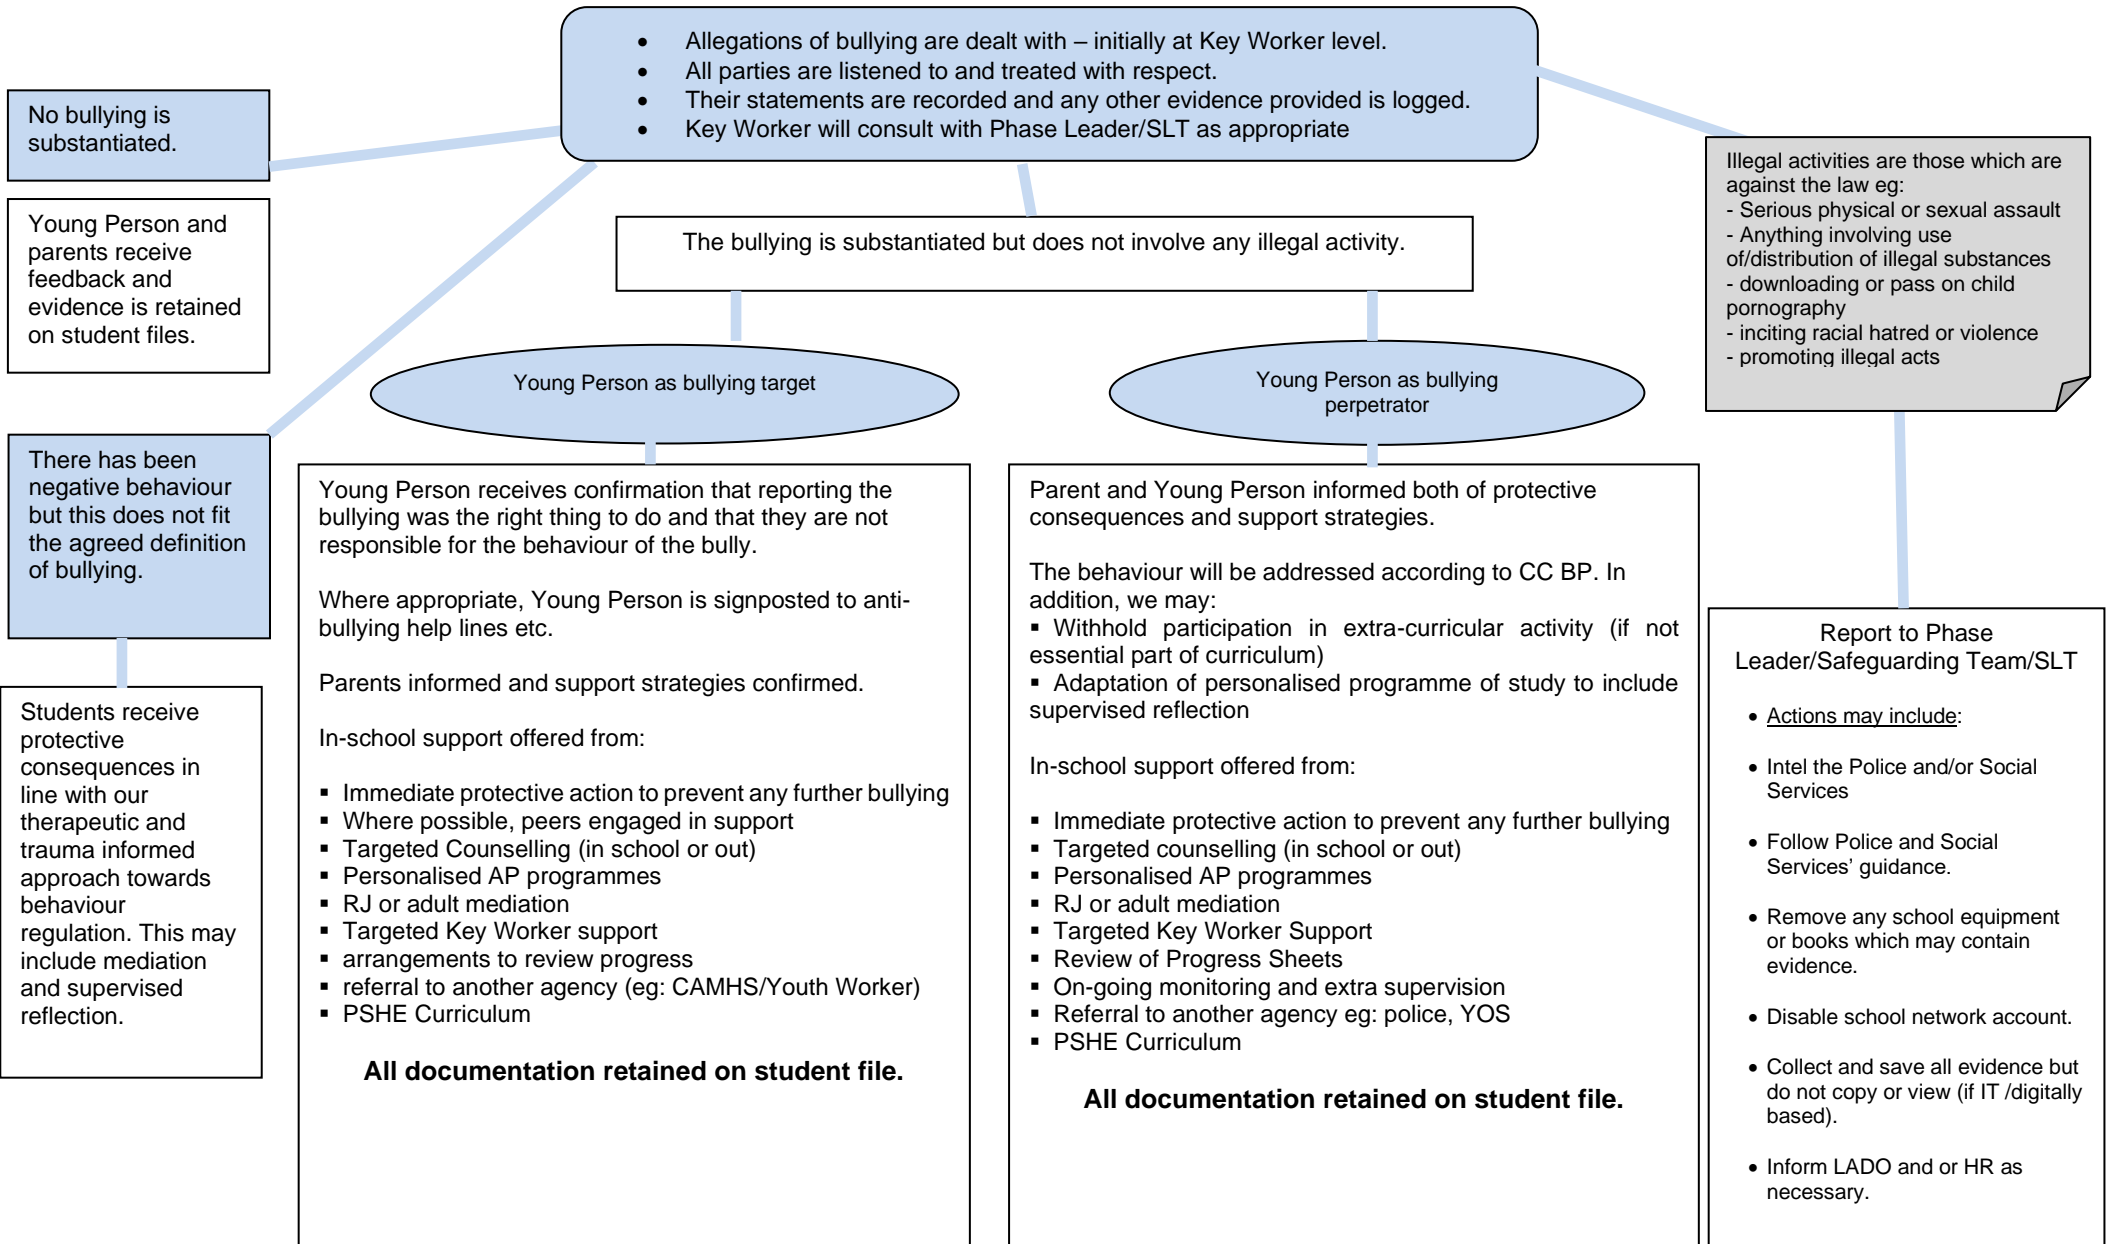 • Allegations of bullying are dealt with – initially at Key Worker level.
• All parties are listened to and treated with respect.
• Their statements are recorded and any other evidence provided is logged.
• Key Worker will consult with Phase Leader/SLT as appropriate
No bullying is
substantiated.
Young Person and
parents receive
feedback and
evidence is retained
on student files.
There has been
negative behaviour
but this does not fit
the agreed definition
of bullying.
Students receive
protective
consequences in
line with our
therapeutic and
trauma informed
approach towards
behaviour
regulation. This may
include mediation
and supervised
reflection.
The bullying is substantiated but does not involve any illegal activity.
Young Person as bullying target
Young Person receives confirmation that reporting the
bullying was the right thing to do and that they are not
responsible for the behaviour of the bully.
Where appropriate, Young Person is signposted to anti-
bullying help lines etc.
Parents informed and support strategies confirmed.
In-school support offered from:
▪ Immediate protective action to prevent any further bullying
▪ Where possible, peers engaged in support
▪ Targeted Counselling (in school or out)
▪ Personalised AP programmes
▪ RJ or adult mediation
▪ Targeted Key Worker support
▪ arrangements to review progress
▪ referral to another agency (eg: CAMHS/Youth Worker)
▪ PSHE Curriculum
All documentation retained on student file.
Young Person as bullying
perpetrator
Parent and Young Person informed both of protective
consequences and support strategies.
The behaviour will be addressed according to CC BP. In
addition, we may:
▪ Withhold participation in extra-curricular activity (if not
essential part of curriculum)
▪ Adaptation of personalised programme of study to include
supervised reflection
In-school support offered from:
▪ Immediate protective action to prevent any further bullying
▪ Targeted counselling (in school or out)
▪ Personalised AP programmes
▪ RJ or adult mediation
▪ Targeted Key Worker Support
▪ Review of Progress Sheets
▪ On-going monitoring and extra supervision
▪ Referral to another agency eg: police, YOS
▪ PSHE Curriculum
All documentation retained on student file.
Illegal activities are those which are
against the law eg:
- Serious physical or sexual assault
- Anything involving use
of/distribution of illegal substances
- downloading or pass on child
pornography
- inciting racial hatred or violence
- promoting illegal acts
Report to Phase
Leader/Safeguarding Team/SLT
• Actions may include:
• Intel the Police and/or Social
Services
• Follow Police and Social
Services’ guidance.
• Remove any school equipment
or books which may contain
evidence.
• Disable school network account.
• Collect and save all evidence but
do not copy or view (if IT /digitally
based).
• Inform LADO and or HR as
necessary.